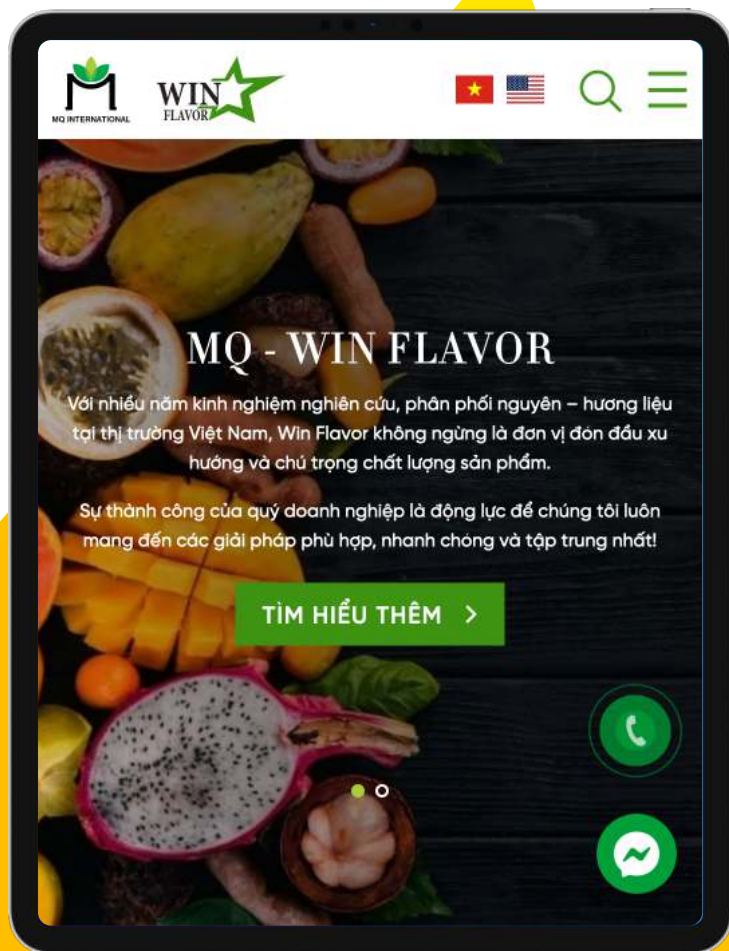 MQ INTERNATIONAL
WIN
FLAVOR
MQ - WIN FLAVOR
Với nhiều năm kinh nghiệm nghiên cứu, phân phối nguyên – hương liệu
tại thị trường Việt Nam, Win Flavor không ngừng là đơn vị đón đầu xu
hướng và chú trọng chất lượng sản phẩm.
Sự thành công của quý doanh nghiệp là động lực để chúng tôi luôn
mang đến các giải pháp phù hợp, nhanh chóng và tập trung nhất!
TÌM HIỂU THÊM